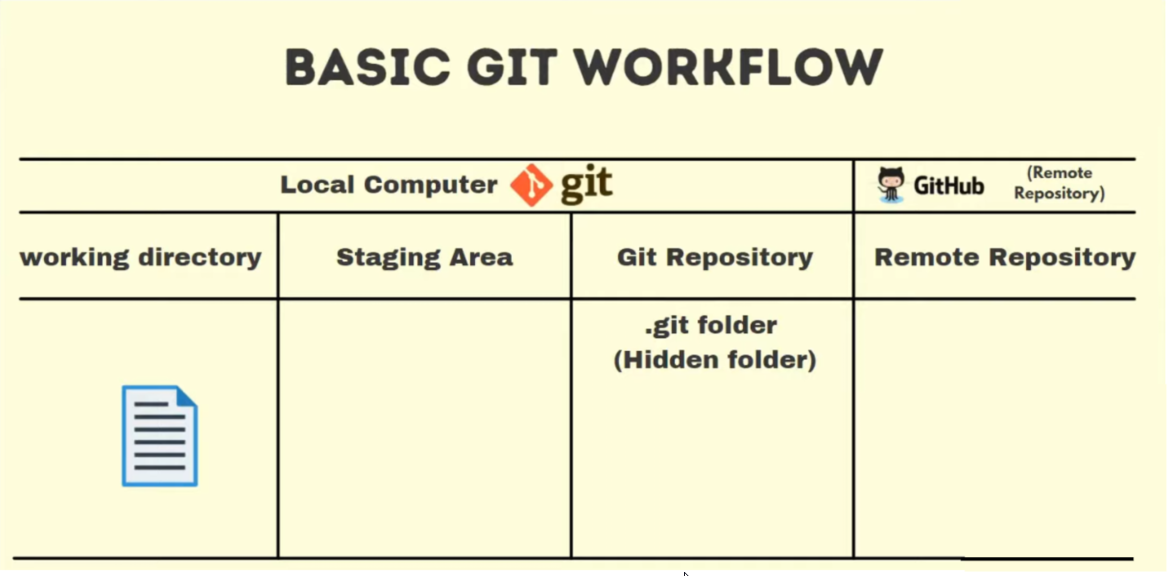 BASIC GIT WORKFLOW
Local Computer git
GitHub (Remote
Repository)
working directory Staging Area Git Repository Remote Repository
.git folder
(Hidden folder)